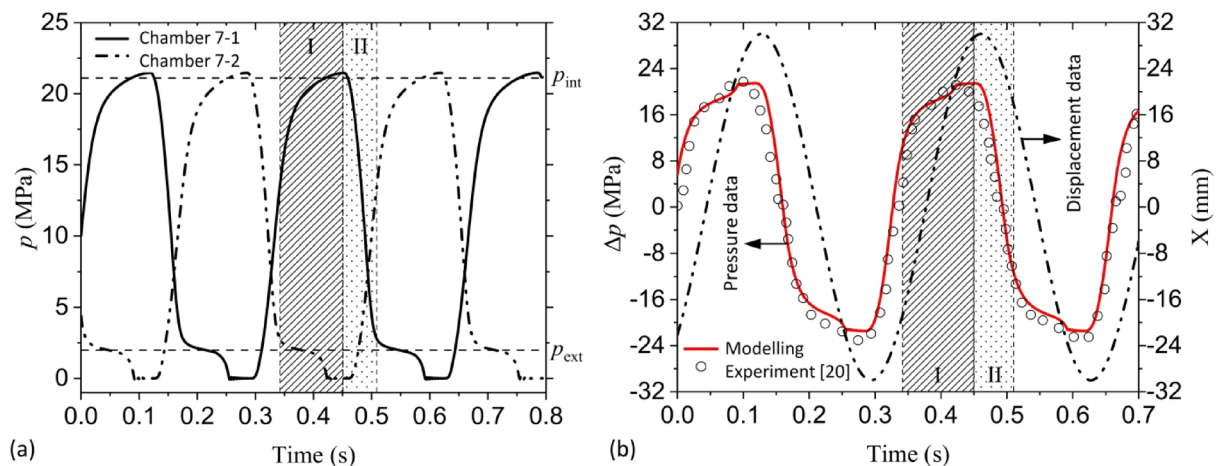 25
20
15
10
5
0
p (MPa)
Chamber 7-1
Chamber 7-2
I
II
p_int
p_ext
0.0 0.1 0.2 0.3 0.4 0.5 0.6 0.7 0.8
Time (s)
(a)
32
24
16
8
0
-8
-16
-24
-32
Δp (MPa)
Pressure data
Displacement data
Modelling
Experiment [20]
I
II
32
24
16
8
0
-8
-16
-24
-32
X (mm)
0.0 0.1 0.2 0.3 0.4 0.5 0.6 0.7
Time (s)
(b)